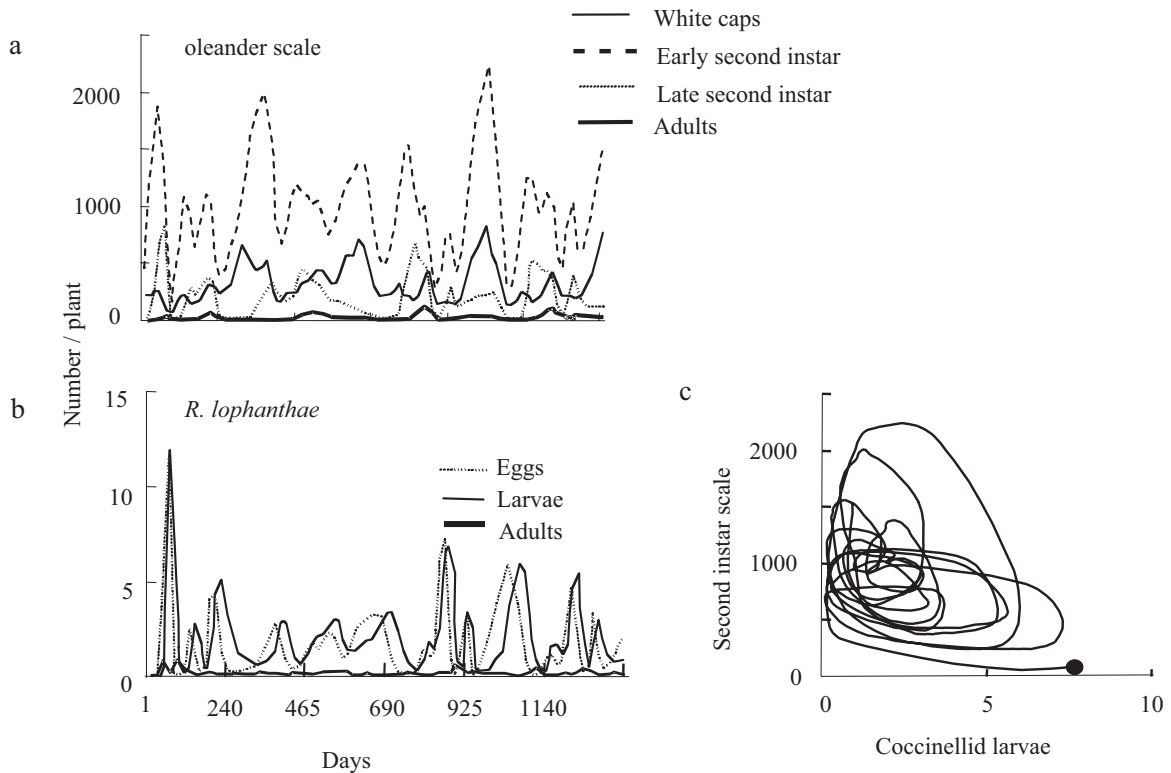 a
oleander scale
White caps
Early second instar
Late second instar
Adults
2000
1000
0
Number / plant
b
R. lophanthae
15
10
5
0
Eggs
Larvae
Adults
1 240 465 690 925 1140
Days
c
Second instar scale
2000
1000
0
0 5 10
Coccinellid larvae